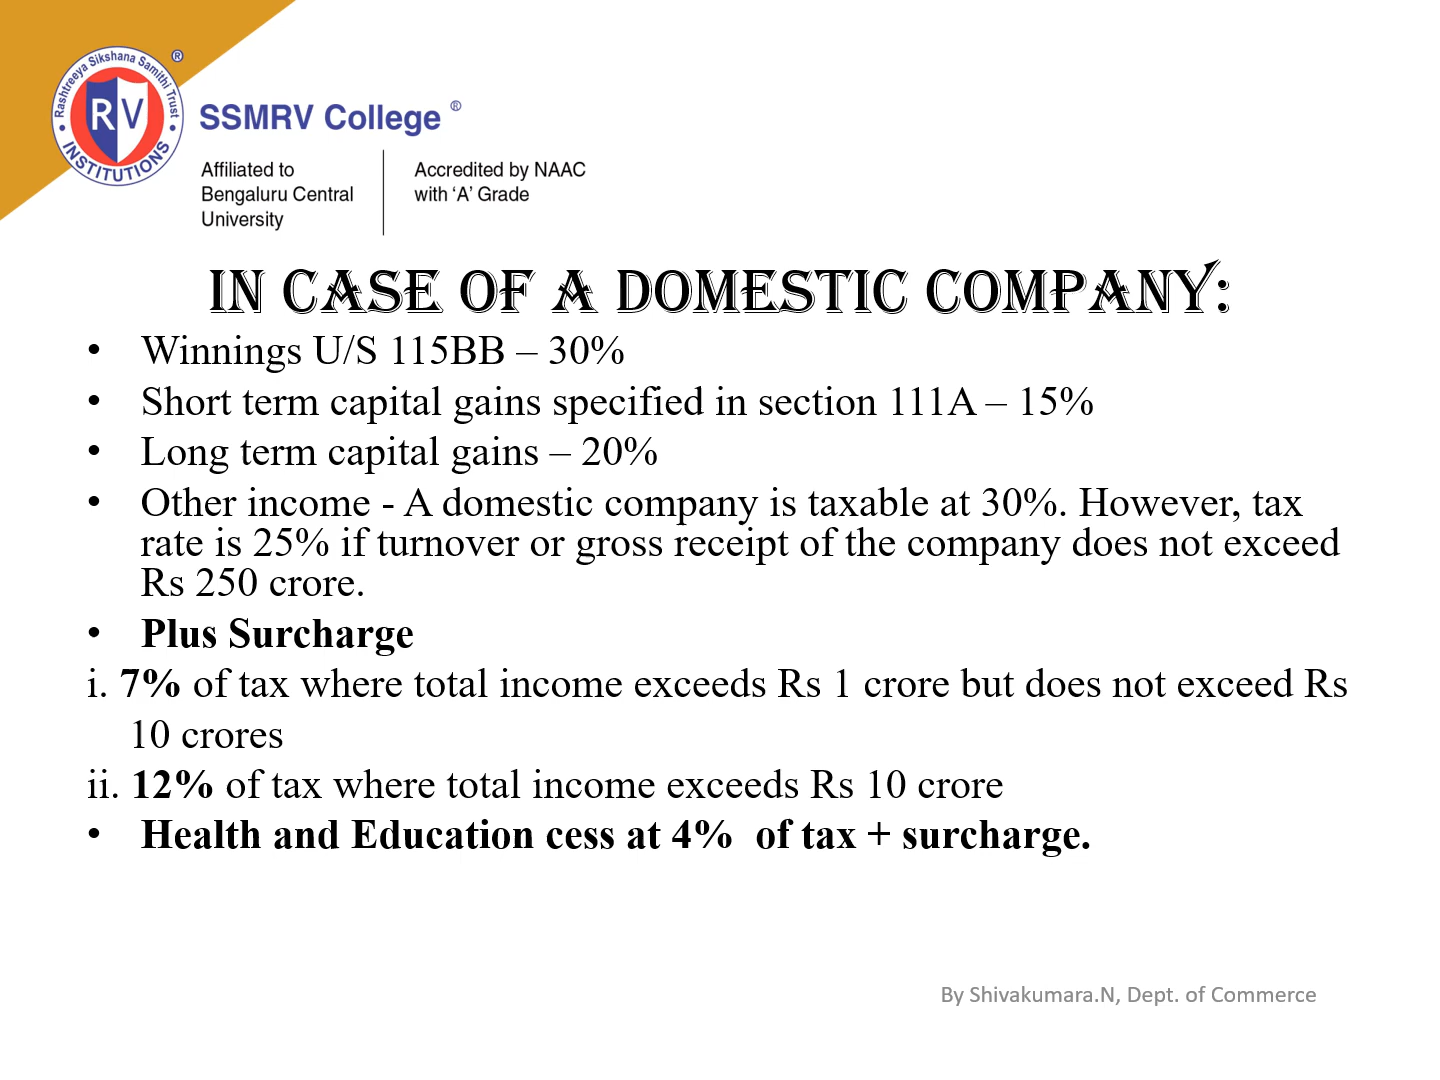 Rashtreeya Sikshana Samithi Trust
®
RV
INSTITUTIONS
SSMRV College ®
Affiliated to
Bengaluru Central
University
Accredited by NAAC
with ‘A’ Grade
IN CASE OF A DOMESTIC COMPANY:
• Winnings U/S 115BB – 30%
• Short term capital gains specified in section 111A – 15%
• Long term capital gains – 20%
• Other income - A domestic company is taxable at 30%. However, tax
rate is 25% if turnover or gross receipt of the company does not exceed
Rs 250 crore.
• Plus Surcharge
i. 7% of tax where total income exceeds Rs 1 crore but does not exceed Rs
10 crores
ii. 12% of tax where total income exceeds Rs 10 crore
• Health and Education cess at 4%  of tax + surcharge.
By Shivakumara.N, Dept. of Commerce